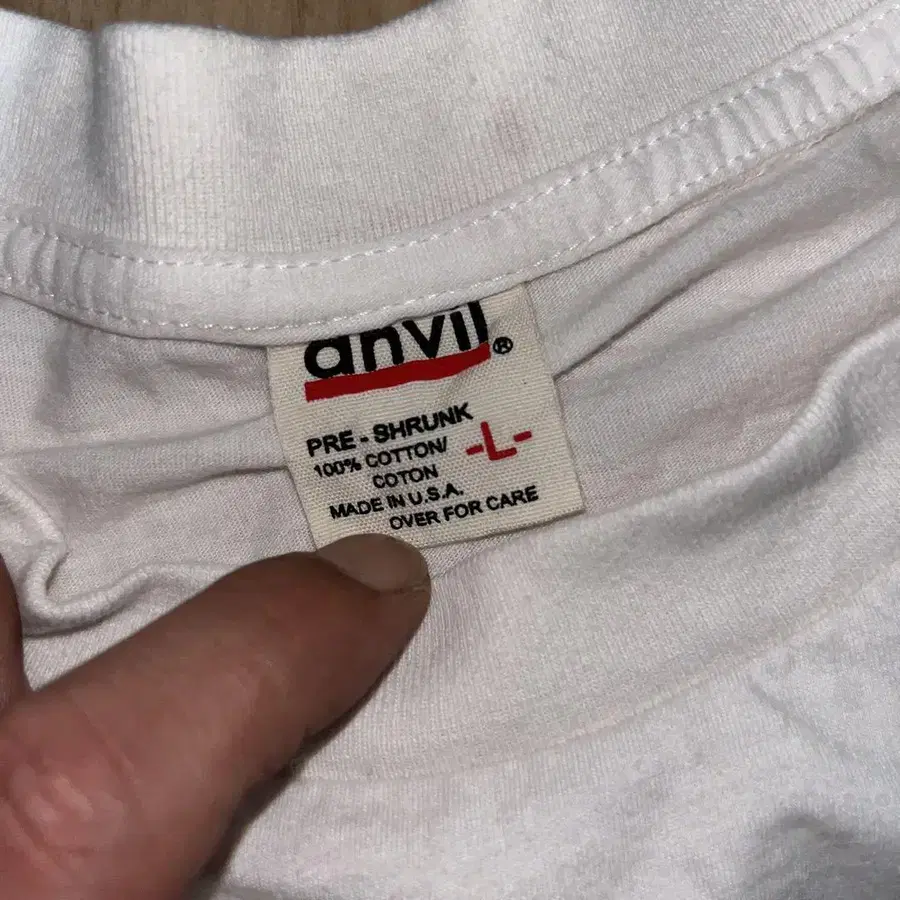 anvil®
PRE-SHRUNK
100% COTTON/
COTON
-L-
MADE IN U.S.A.
OVER FOR CARE